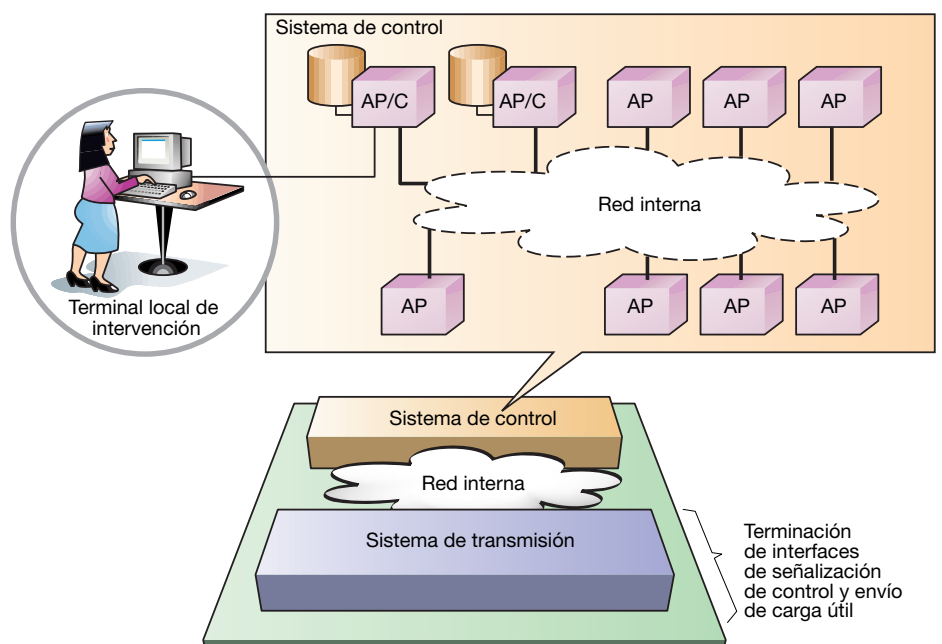 Sistema de control
AP/C
AP/C
AP
AP
AP
Red interna
AP
AP
AP
AP
Terminal local de
intervención
Sistema de control
Red interna
Sistema de transmisión
Terminación
de interfaces
de señalización
de control y envío
de carga útil